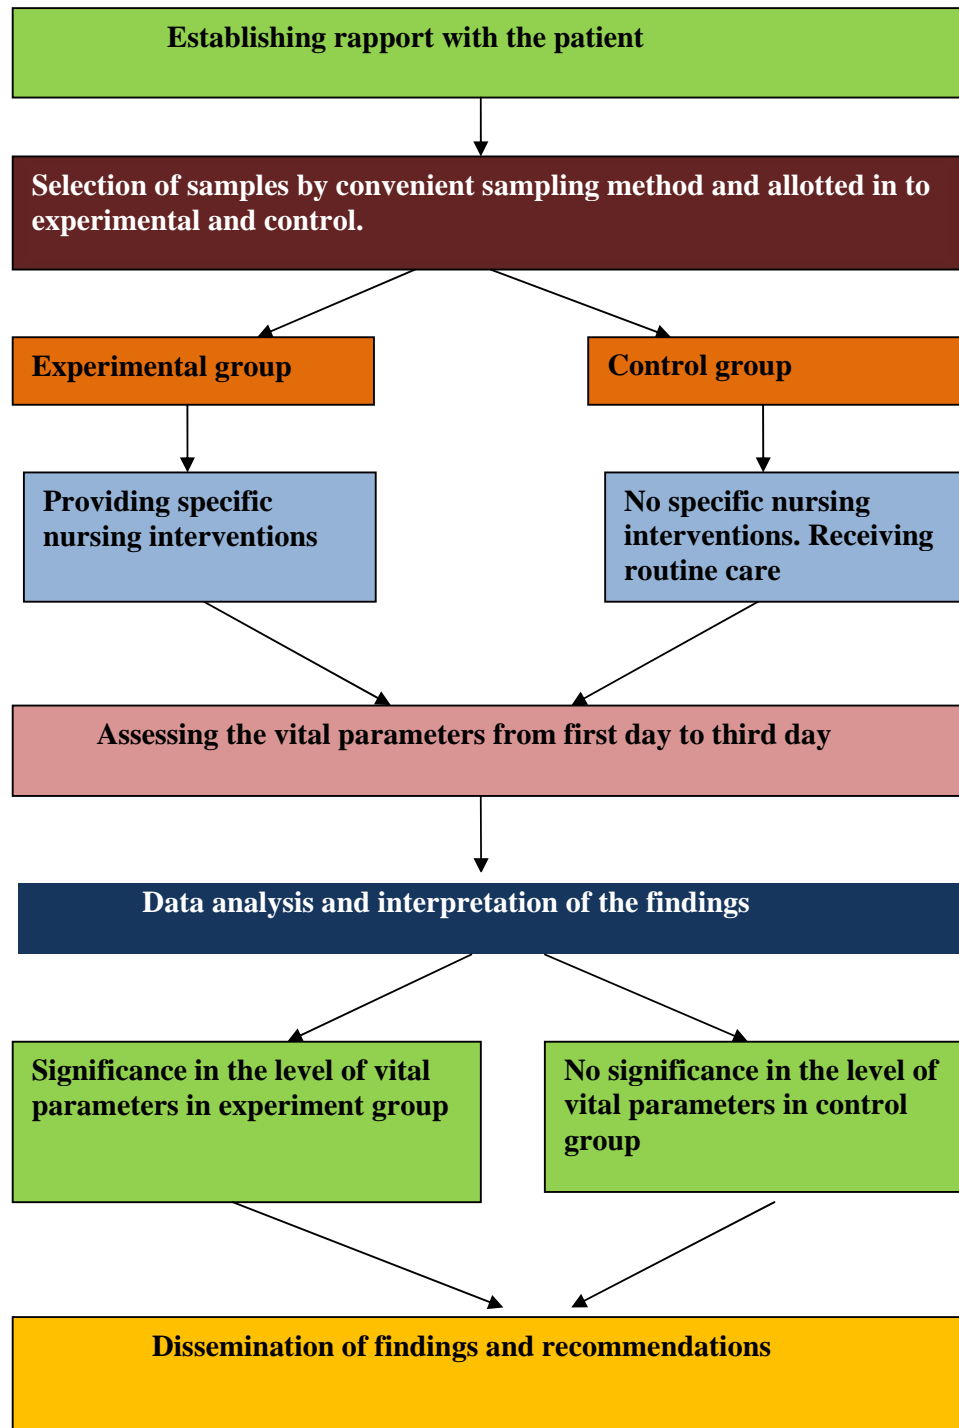 Establishing rapport with the patient
Selection of samples by convenient sampling method and allotted in to
experimental and control.
Experimental group
Control group
Providing specific
nursing interventions
No specific nursing
interventions. Receiving
routine care
Assessing the vital parameters from first day to third day
Data analysis and interpretation of the findings
Significance in the level of vital
parameters in experiment group
No significance in the level of
vital parameters in control
group
Dissemination of findings and recommendations